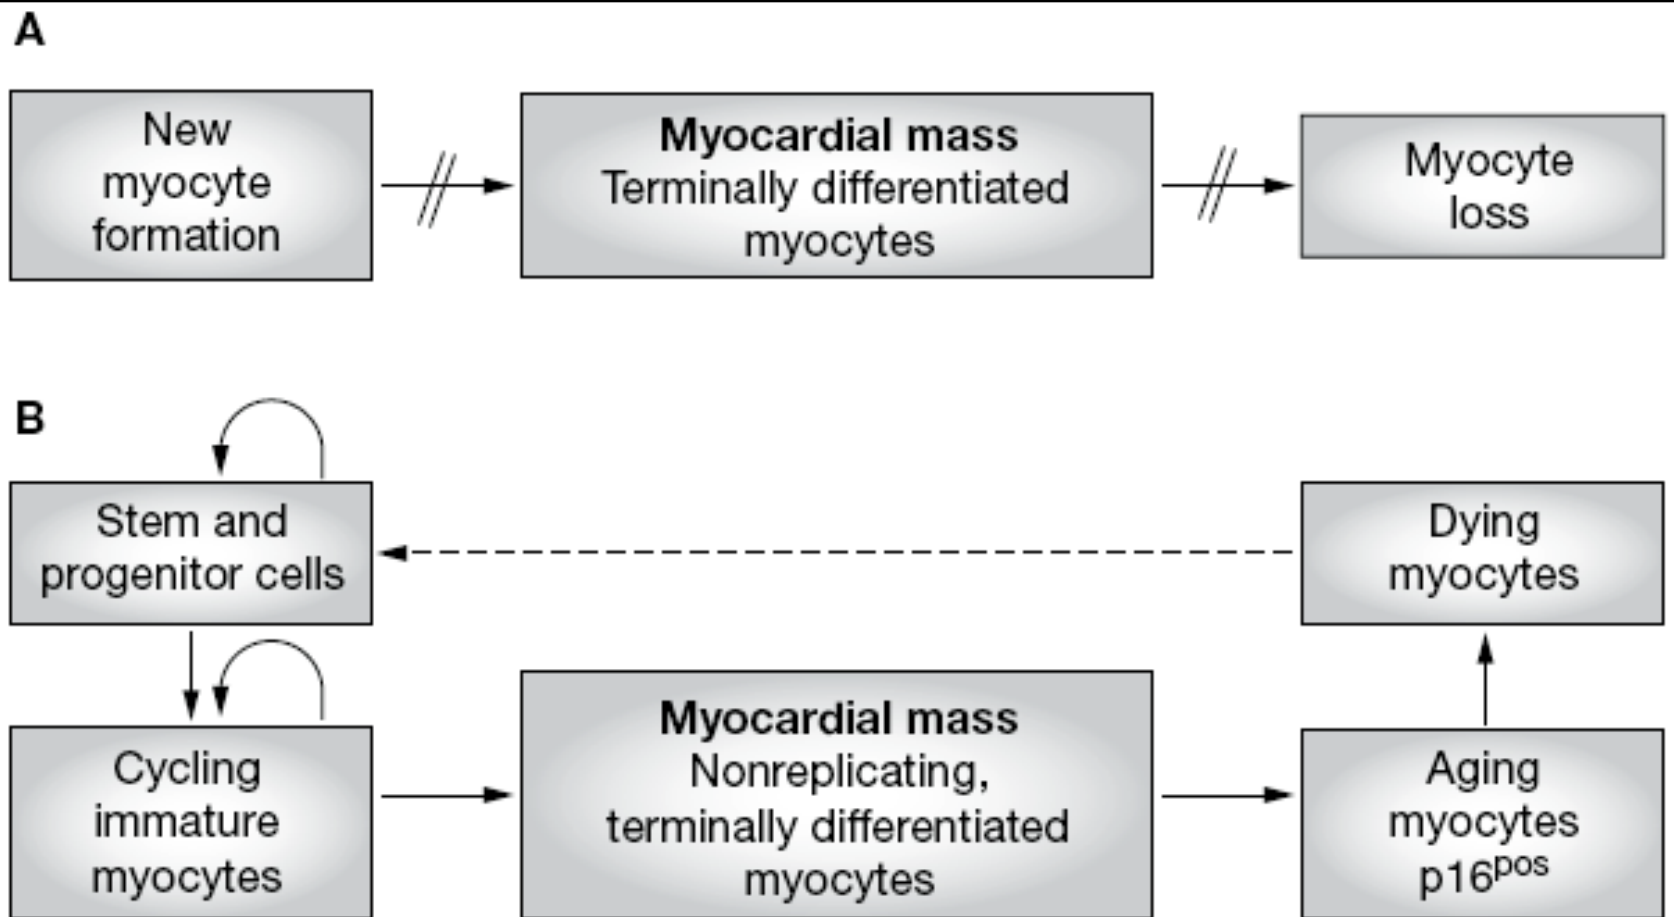 A
New
myocyte
formation
Myocardial mass
Terminally differentiated
myocytes
Myocyte
loss
B
Stem and
progenitor cells
Dying
myocytes
Cycling
immature
myocytes
Myocardial mass
Nonreplicating,
terminally differentiated
myocytes
Aging
myocytes
p16pos